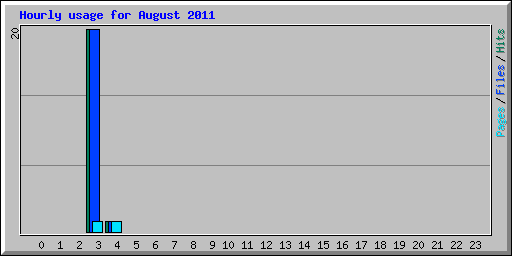 Hourly usage for August 2011
20
Pages/Files/Hits
0 1 2 3 4 5 6 7 8 9 10 11 12 13 14 15 16 17 18 19 20 21 22 23